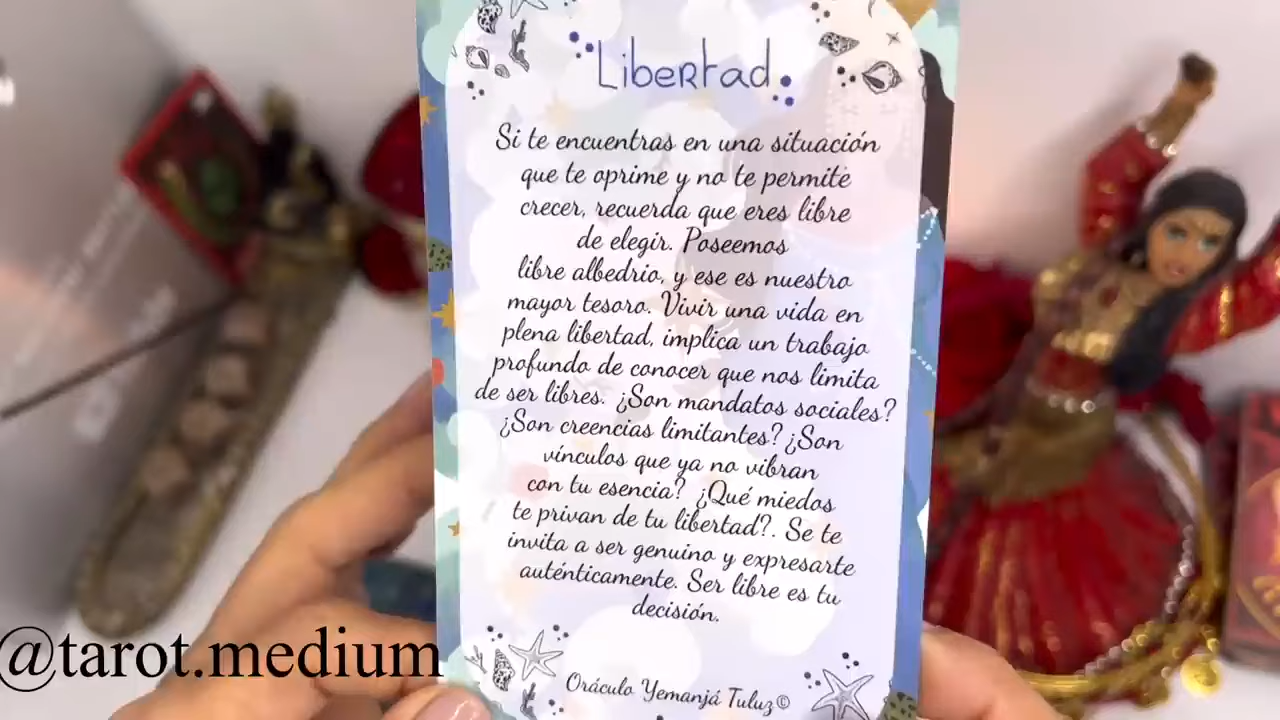 Libertad
Si te encuentras en una situación
que te oprime y no te permite
crecer, recuerda que eres libre
de elegir. Poseemos
libre albedrio, y ese es nuestro
mayor tesoro. Vivir una vida en
plena libertad, implica un trabajo
profundo de conocer que nos limita
de ser libres. ¿Son mandatos sociales?
¿Son creencias limitantes? ¿Son
vínculos que ya no vibran
con tu esencia? ¿Qué miedos
te privan de tu libertad?. Se te
invita a ser genuino y expresarte
auténticamente. Ser libre es tu
decisión.
Oráculo Yemanjá Tuluz©
@tarot.medium